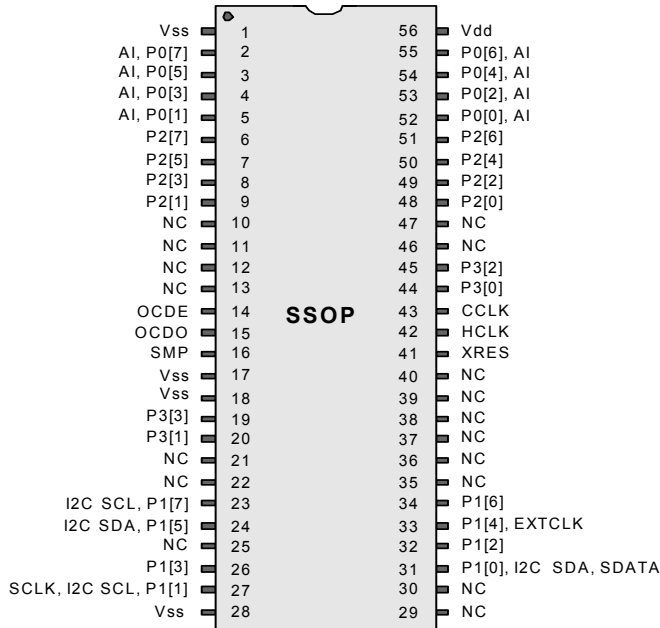 Vss 1 56 Vdd
AI, P0[7] 2 55 P0[6], AI
AI, P0[5] 3 54 P0[4], AI
AI, P0[3] 4 53 P0[2], AI
AI, P0[1] 5 52 P0[0], AI
P2[7] 6 51 P2[6]
P2[5] 7 50 P2[4]
P2[3] 8 49 P2[2]
P2[1] 9 48 P2[0]
NC 10 47 NC
NC 11 46 NC
NC 12 45 P3[2]
NC 13 44 P3[0]
OCDE 14 SSOP 43 CCLK
OCDO 15 42 HCLK
SMP 16 41 XRES
Vss 17 40 NC
Vss 18 39 NC
P3[3] 19 38 NC
P3[1] 20 37 NC
NC 21 36 NC
NC 22 35 NC
I2C SCL, P1[7] 23 34 P1[6]
I2C SDA, P1[5] 24 33 P1[4], EXTCLK
NC 25 32 P1[2]
P1[3] 26 31 P1[0], I2C SDA, SDATA
SCLK, I2C SCL, P1[1] 27 30 NC
Vss 28 29 NC